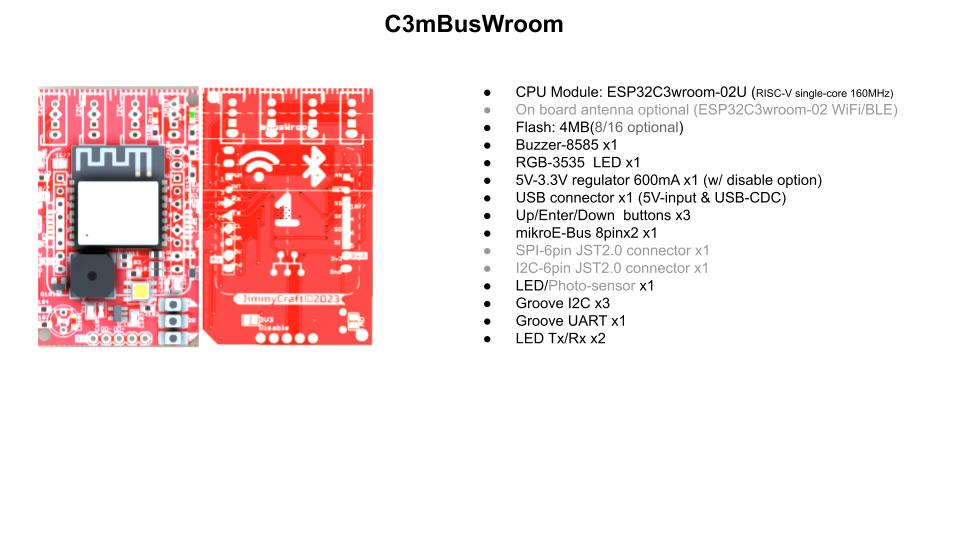 C3mBusWroom
I2C
I2C
I2C
JimmyCraft©2023
3V3
Disable
● CPU Module: ESP32C3wroom-02U (RISC-V single-core 160MHz)
● On board antenna optional (ESP32C3wroom-02 WiFi/BLE)
● Flash: 4MB(8/16 optional)
● Buzzer-8585 x1
● RGB-3535 LED x1
● 5V-3.3V regulator 600mA x1 (w/ disable option)
● USB connector x1 (5V-input & USB-CDC)
● Up/Enter/Down buttons x3
● mikroE-Bus 8pinx2 x1
● SPI-6pin JST2.0 connector x1
● I2C-6pin JST2.0 connector x1
● LED/Photo-sensor x1
● Groove I2C x3
● Groove UART x1
● LED Tx/Rx x2